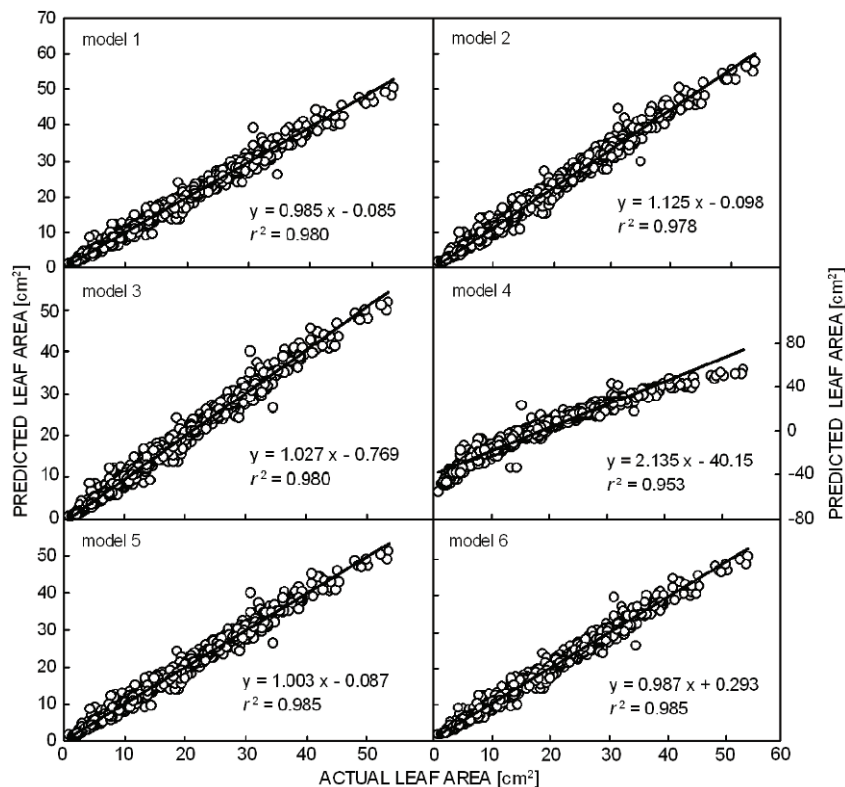 70
60
50
40
30
20
10
0
model 1
y = 0.985 x - 0.085
r² = 0.980
model 2
y = 1.125 x - 0.098
r² = 0.978
PREDICTED LEAF AREA [cm²]
50
40
30
20
10
0
model 3
y = 1.027 x - 0.769
r² = 0.980
model 4
y = 2.135 x - 40.15
r² = 0.953
80
40
0
-40
-80
PREDICTED LEAF AREA [cm²]
50
40
30
20
10
0
model 5
y = 1.003 x - 0.087
r² = 0.985
model 6
y = 0.987 x + 0.293
r² = 0.985
0 10 20 30 40 50 0 10 20 30 40 50 60
ACTUAL LEAF AREA [cm²]